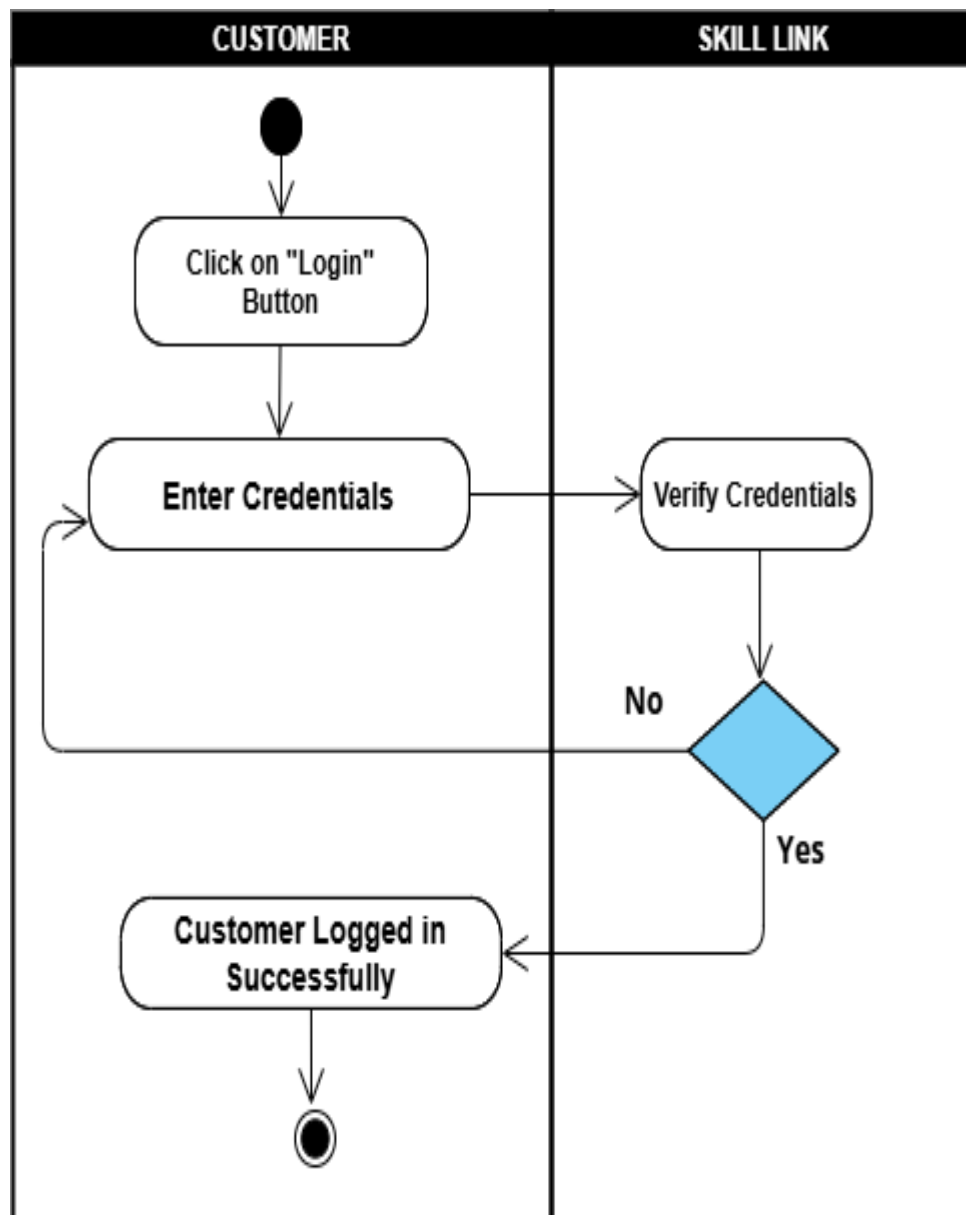 CUSTOMER
SKILL LINK
Click on "Login"
Button
Enter Credentials
Verify Credentials
No
Yes
Customer Logged in
Successfully